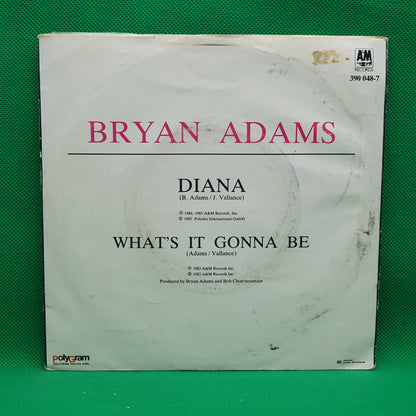 A&M
RECORDS
390 048-7
BRYAN ADAMS
DIANA
(B. Adams / J. Vallance)
℗ 1984, 1985 A&M Records, Inc.
© 1987 Polydor International GmbH
WHAT'S IT GONNA BE
(Adams / Vallance)
℗ 1985 A&M Records Inc.
© 1985 A&M Records Inc.
Produced by Bryan Adams and Bob Clearmountain
polygram